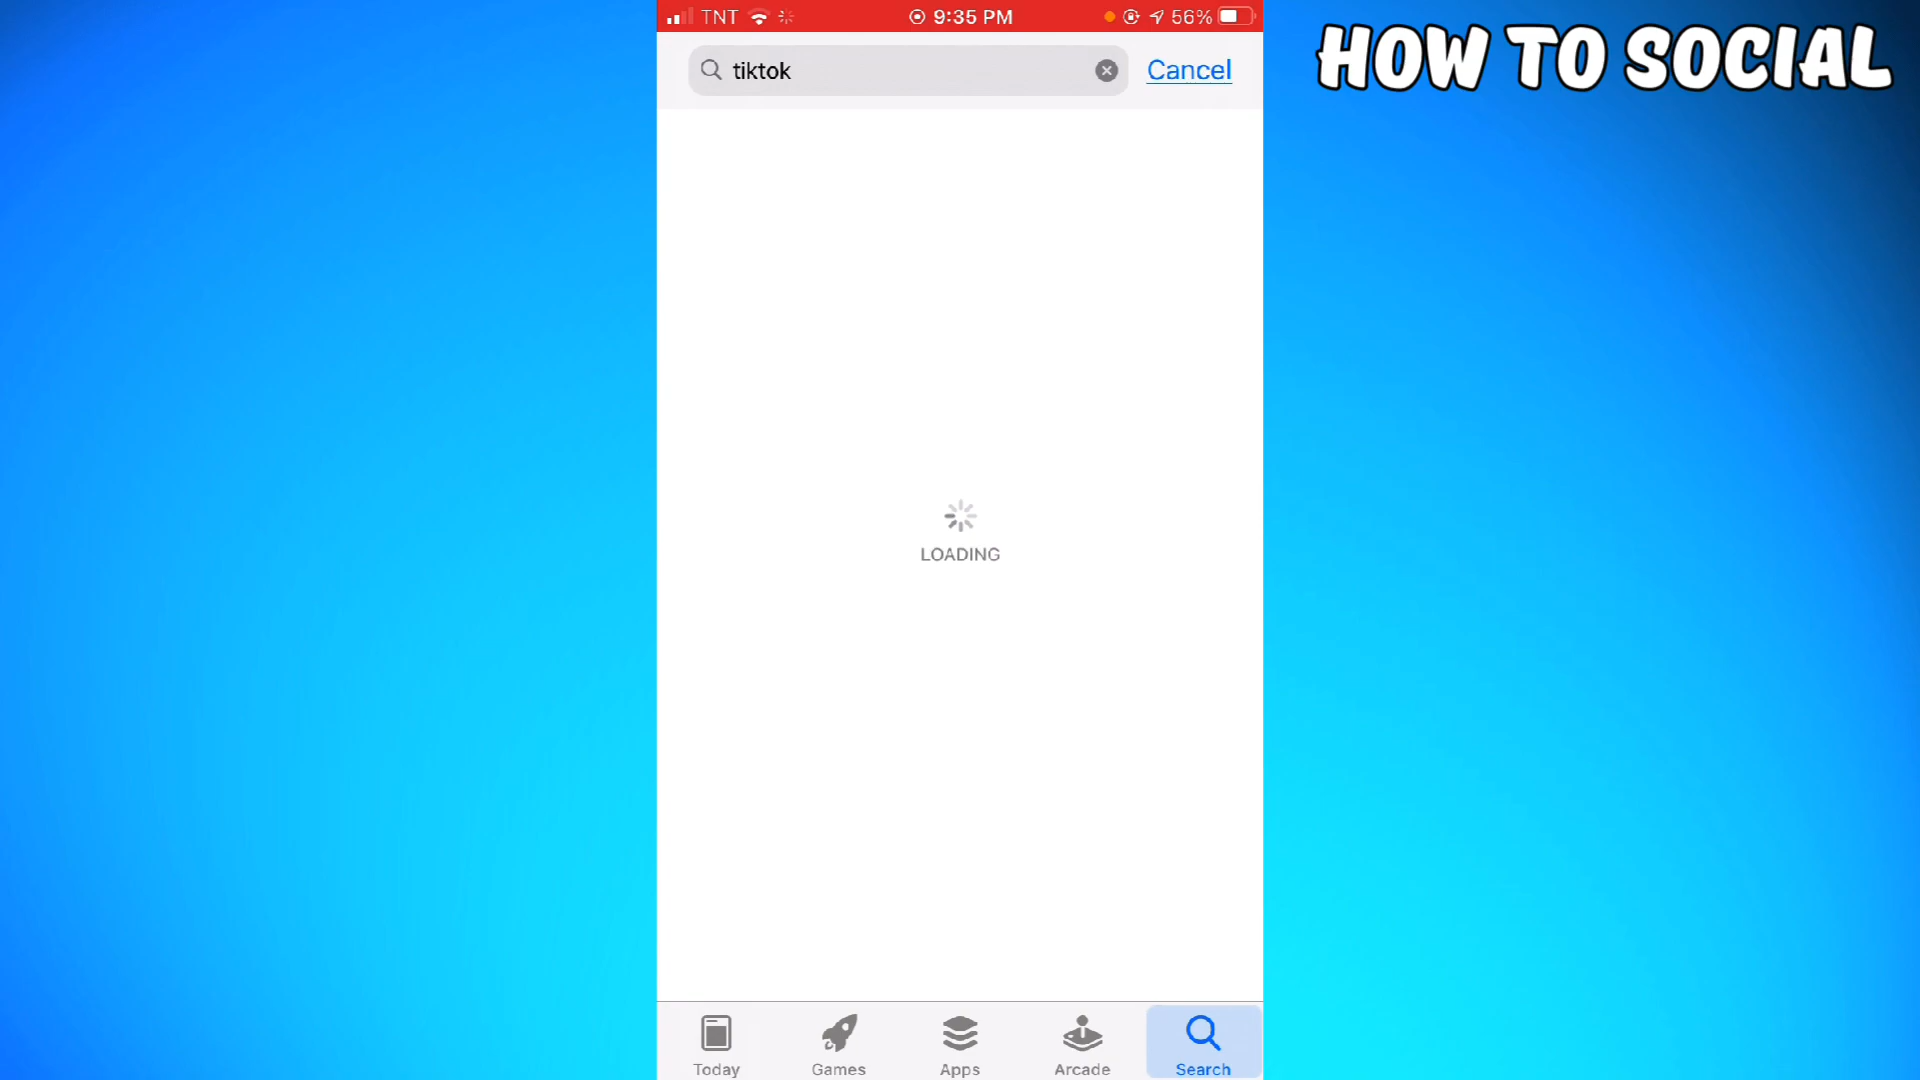 TNT 9:35 PM 56%
HOW TO SOCIAL
tiktok Cancel
LOADING
Today Games Apps Arcade Search